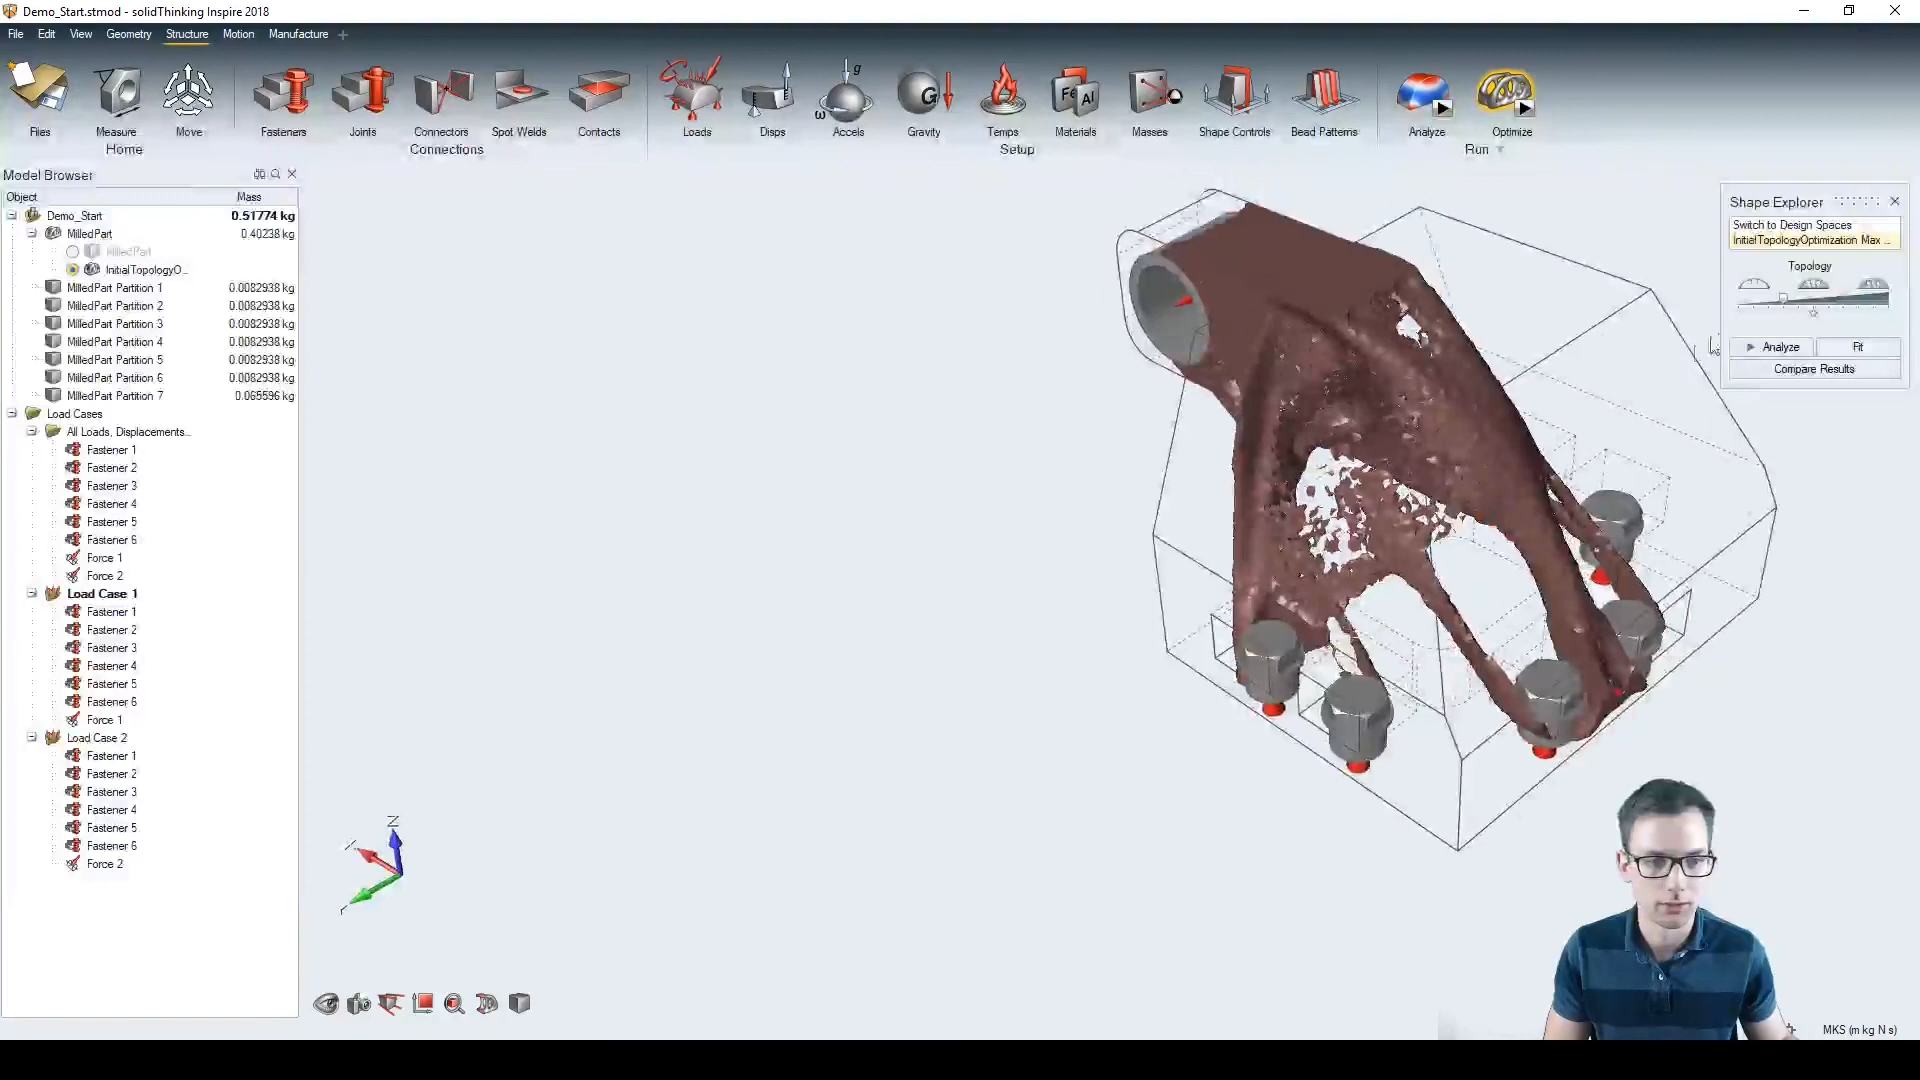 Demo_Start.stmod - solidThinking Inspire 2018
File Edit View Geometry Structure Motion Manufacture
Files Measure Move Fasteners Joints Connectors Spot Welds Contacts Loads Disps Accels Gravity Temps Materials Masses Shape Controls Bead Patterns Analyze Optimize
Home Connections Setup Run
Model Browser
Object Mass
Demo_Start 0.51774 kg
MilledPart 0.40238 kg
MilledPart
InitialTopologyO...
MilledPart Partition 1 0.0082938 kg
MilledPart Partition 2 0.0082938 kg
MilledPart Partition 3 0.0082938 kg
MilledPart Partition 4 0.0082938 kg
MilledPart Partition 5 0.0082938 kg
MilledPart Partition 6 0.0082938 kg
MilledPart Partition 7 0.065596 kg
Load Cases
All Loads, Displacements...
Fastener 1
Fastener 2
Fastener 3
Fastener 4
Fastener 5
Fastener 6
Force 1
Force 2
Load Case 1
Fastener 1
Fastener 2
Fastener 3
Fastener 4
Fastener 5
Fastener 6
Force 1
Load Case 2
Fastener 1
Fastener 2
Fastener 3
Fastener 4
Fastener 5
Fastener 6
Force 2
Shape Explorer
Switch to Design Spaces
InitialTopologyOptimization Max ...
Topology
Analyze Fit
Compare Results
Z
MKS (m kg N s)